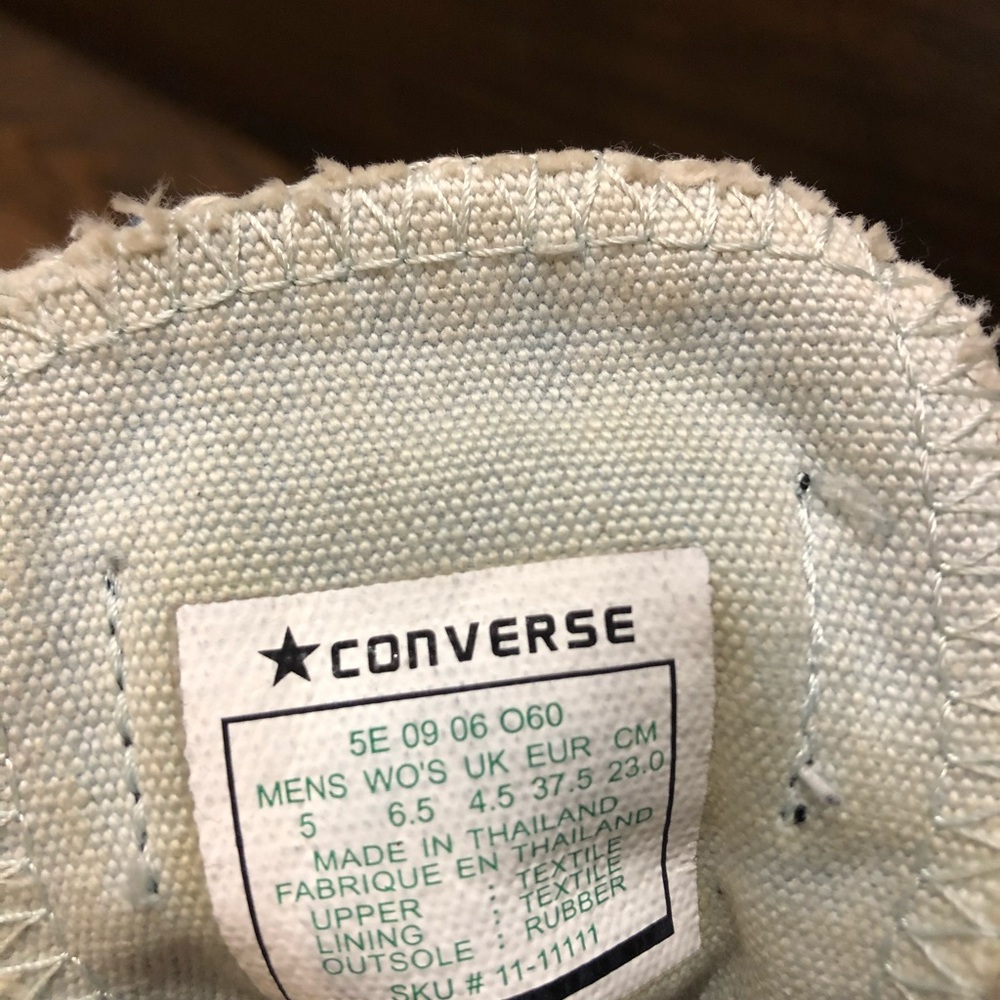 ★CONVERSE
5E 09 06 O60
MENS WO'S UK EUR CM
5 6.5 4.5 37.5 23.0
MADE IN THAILAND
FABRIQUE EN THAILAND
UPPER : TEXTILE
LINING : TEXTILE
OUTSOLE : RUBBER
SKU # 11-11111